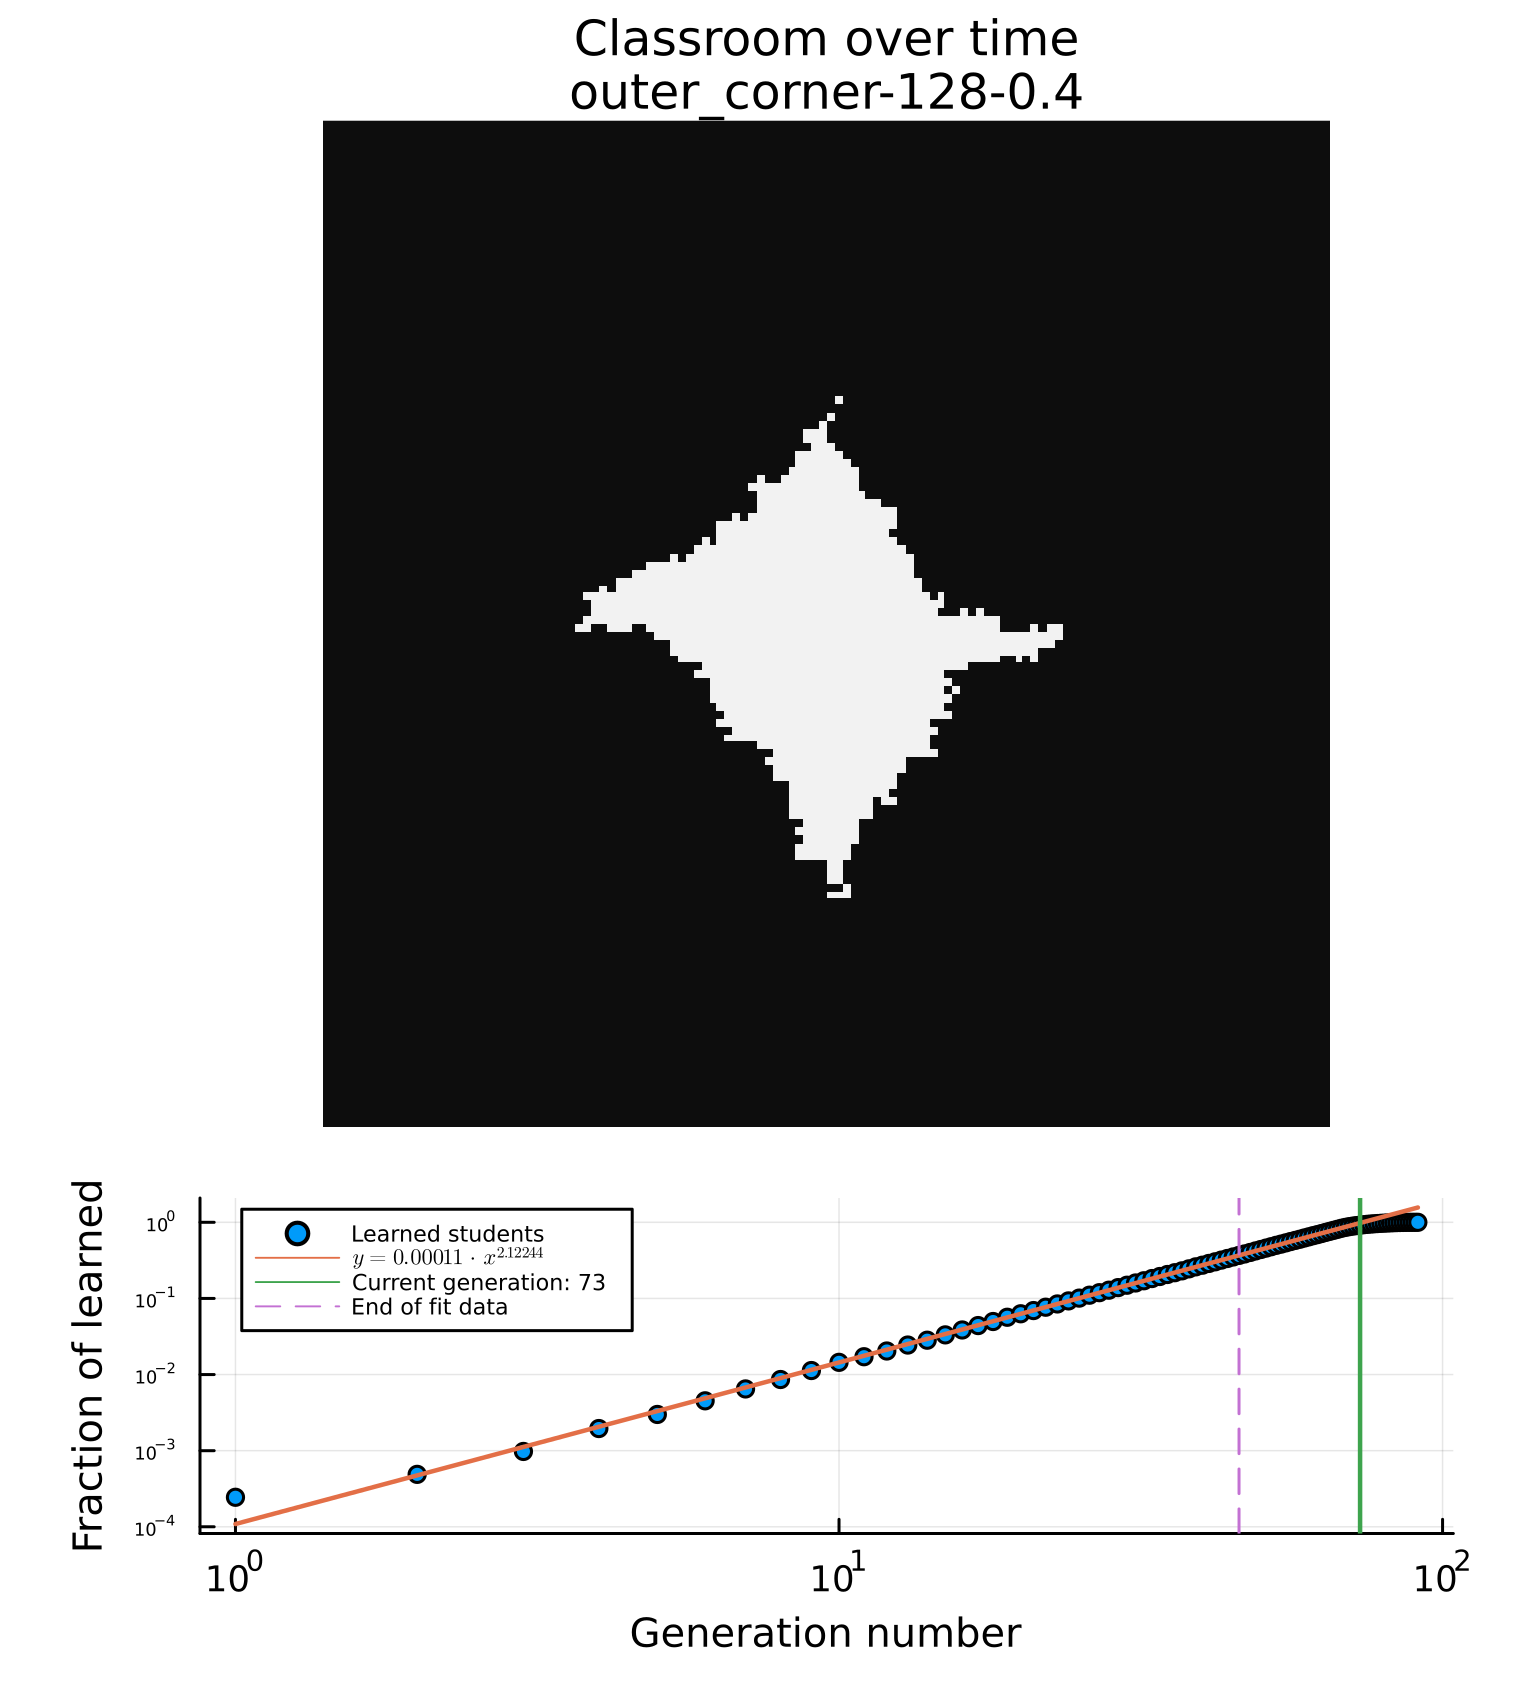 Classroom over time
outer_corner-128-0.4
Fraction of learned
10^0
10^-1
10^-2
10^-3
10^-4
Learned students
y = 0.00011 · x^2.12244
Current generation: 73
End of fit data
10^0
10^1
10^2
Generation number